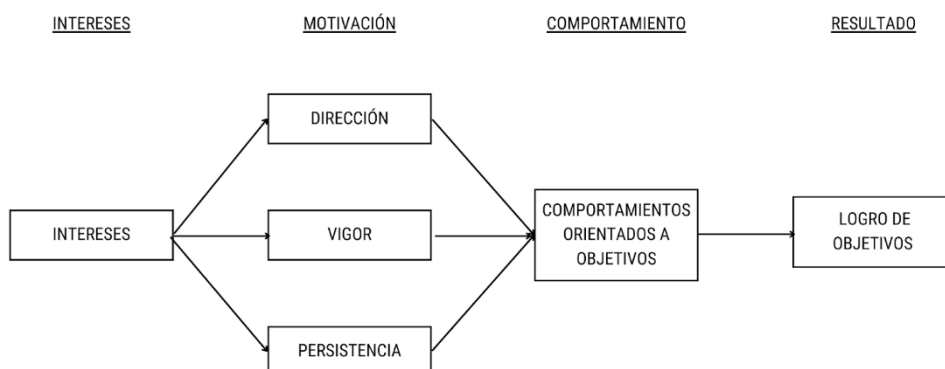 INTERESES
MOTIVACIÓN
COMPORTAMIENTO
RESULTADO
DIRECCIÓN
INTERESES
VIGOR
COMPORTAMIENTOS
ORIENTADOS A
OBJETIVOS
LOGRO DE
OBJETIVOS
PERSISTENCIA